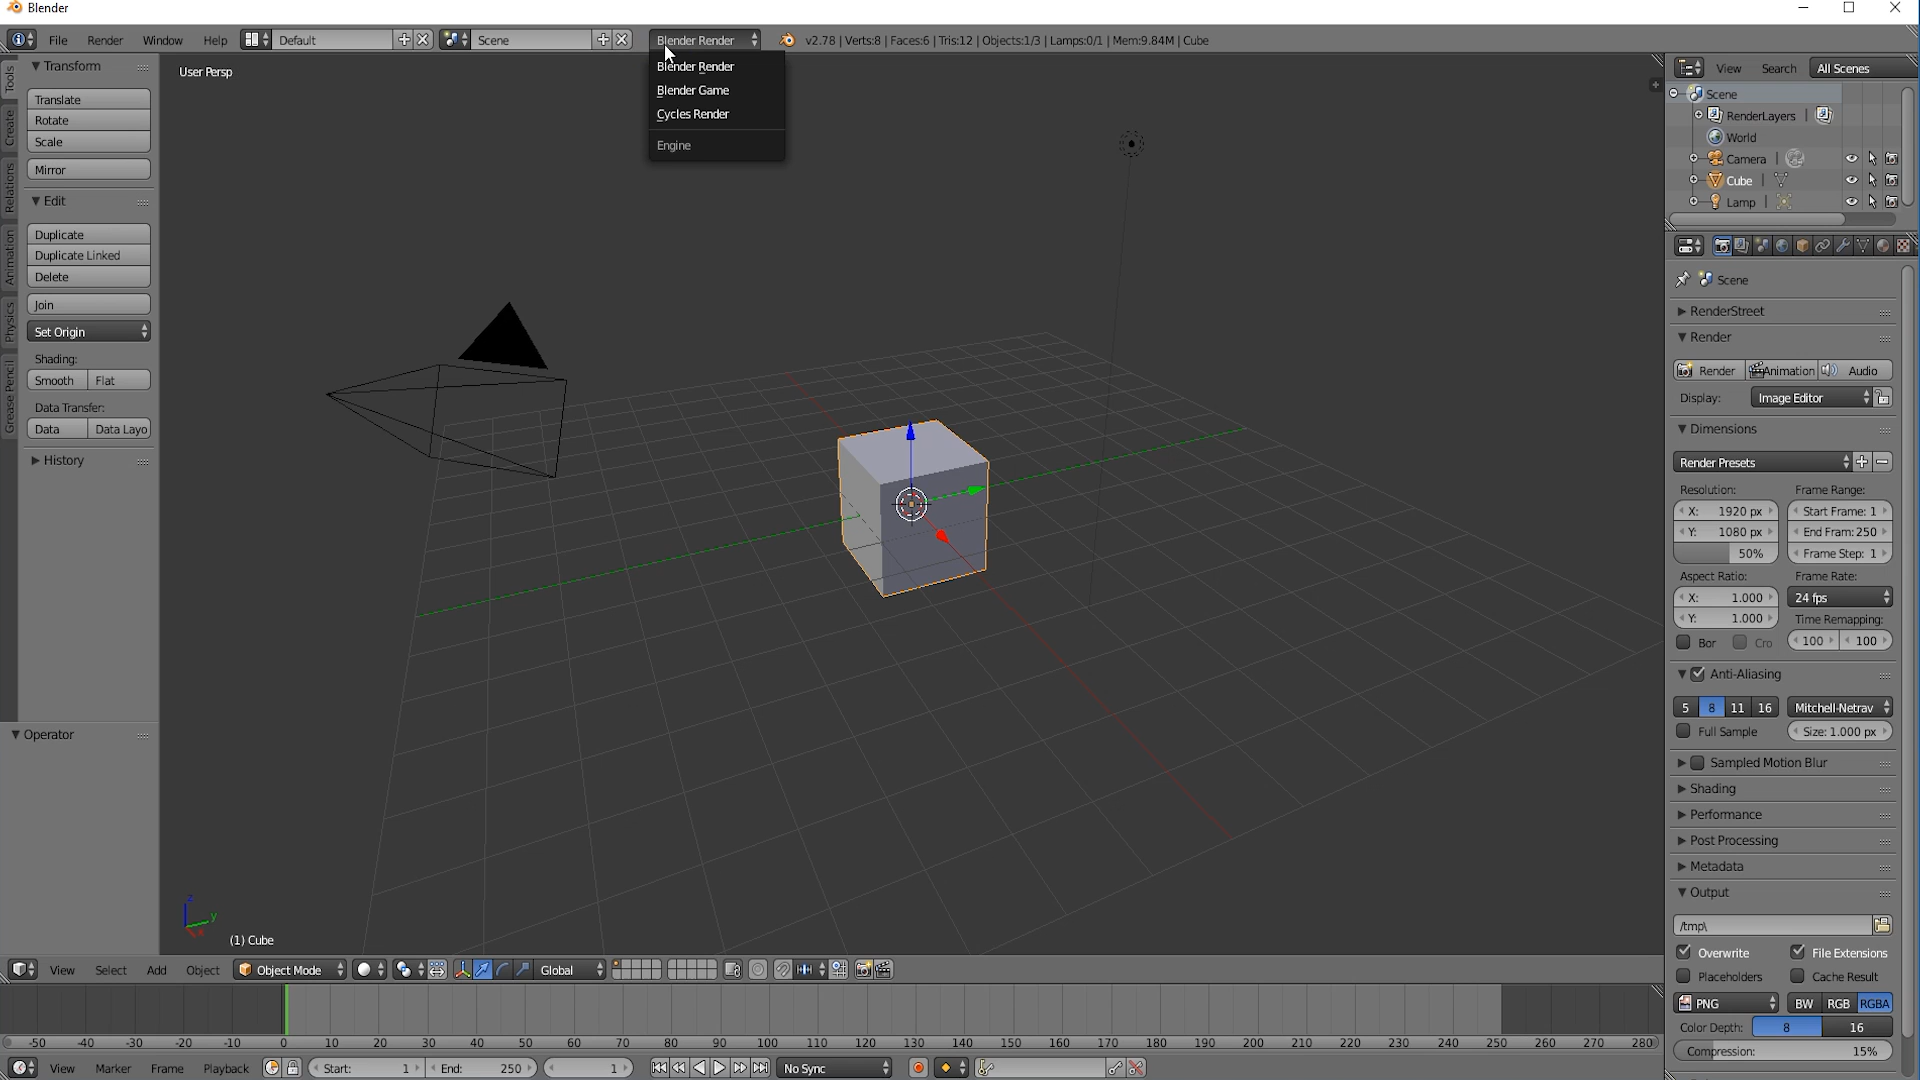 Blender
File Render Window Help Default Scene Blender Render v2.78 | Verts:8 | Faces:6 | Tris:12 | Objects:1/3 | Lamps:0/1 | Mem:9.84M | Cube
Blender Render
Blender Game
Cycles Render
Engine
Tools
Create
Relations
Animation
Physics
Grease Pencil
Transform
Translate
Rotate
Scale
Mirror
Edit
Duplicate
Duplicate Linked
Delete
Join
Set Origin
Shading:
Smooth Flat
Data Transfer:
Data Data Layo
History
Operator
User Persp
z
y
x
(1) Cube
View Search All Scenes
Scene
RenderLayers |
World
Camera |
Cube |
Lamp |
Scene
RenderStreet
Render
Render Animation Audio
Display: Image Editor
Dimensions
Render Presets
Resolution: Frame Range:
X: 1920 px Start Frame: 1
Y: 1080 px End Fram: 250
50% Frame Step: 1
Aspect Ratio: Frame Rate:
X: 1.000 24 fps
Y: 1.000 Time Remapping:
Bor Cro 100 100
Anti-Aliasing
5 8 11 16 Mitchell-Netrav
Full Sample Size: 1.000 px
Sampled Motion Blur
Shading
Performance
Post Processing
Metadata
Output
/tmp\
Overwrite File Extensions
Placeholders Cache Result
PNG BW RGB RGBA
Color Depth: 8 16
Compression: 15%
View Select Add Object Object Mode Global
-50 -40 -30 -20 -10 0 10 20 30 40 50 60 70 80 90 100 110 120 130 140 150 160 170 180 190 200 210 220 230 240 250 260 270 280
View Marker Frame Playback Start: 1 End: 250 1 No Sync